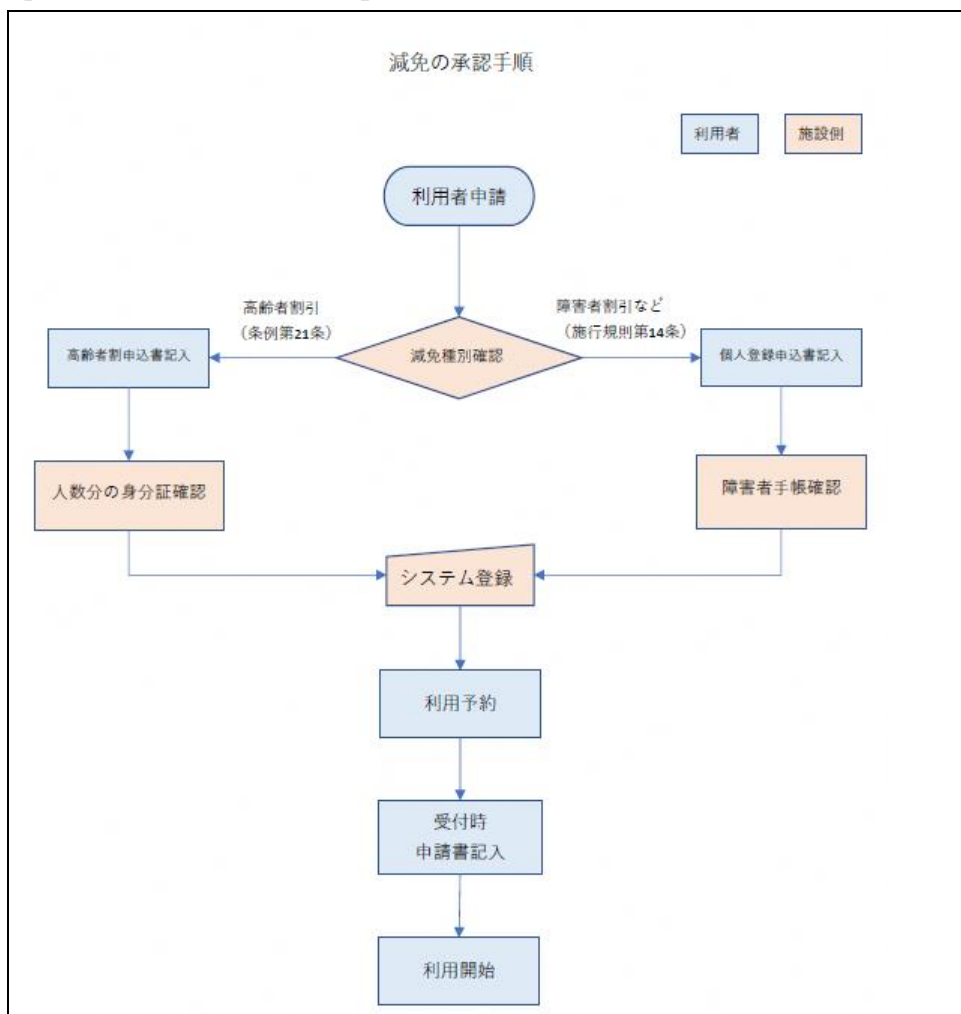 減免の承認手順
利用者
施設側
利用者申請
高齢者割引
（条例第21条）
障害者割引など
（施行規則第14条）
高齢者割申込書記入
減免種別確認
個人登録申込書記入
人数分の身分証確認
障害者手帳確認
システム登録
利用予約
受付時
申請書記入
利用開始